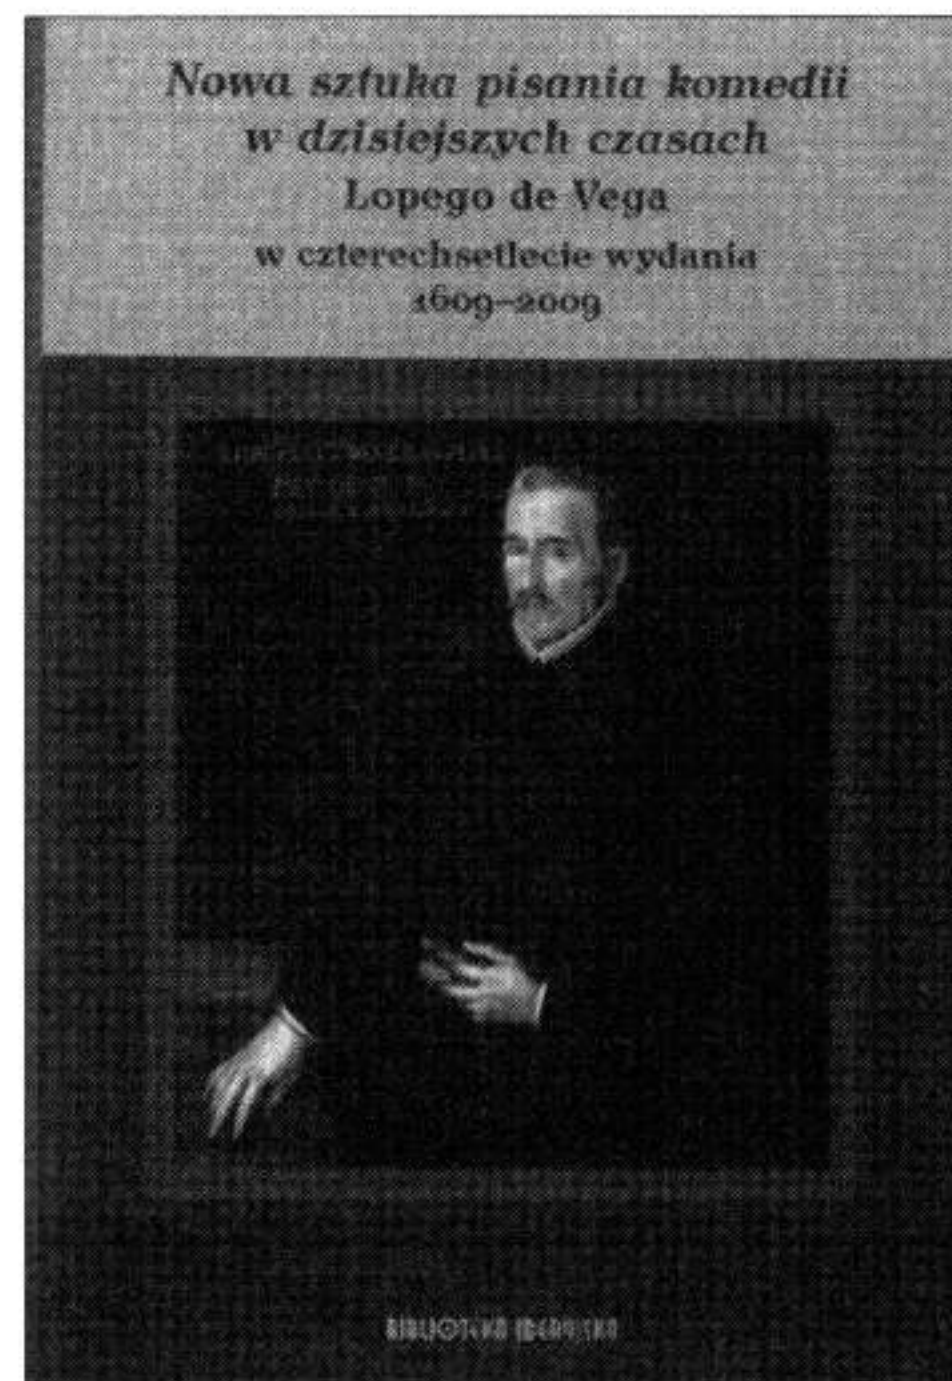 Nowa sztuka pisania komedii
w dzisiejszych czasach
Lopego de Vega
w czterechsetlecie wydania
1609–2009
BIBLIOTEKA IBERYJSKA